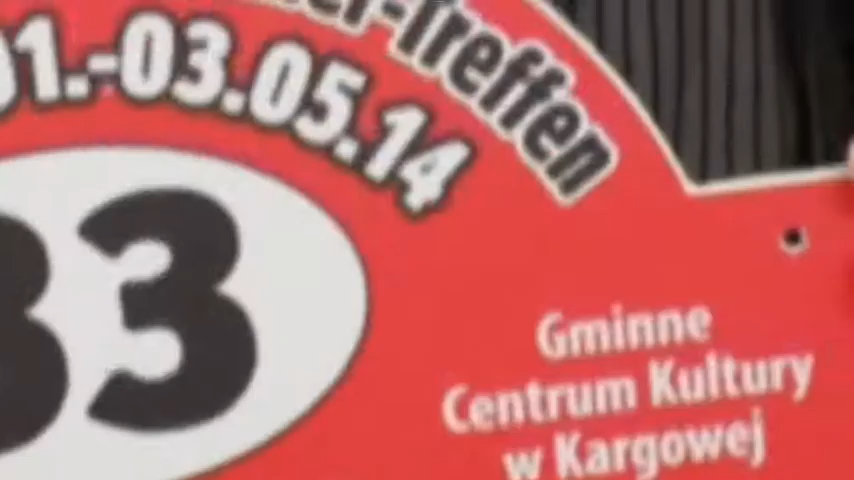 -Treffen
01.-03.05.14
33
Gminne
Centrum Kultury
w Kargowej